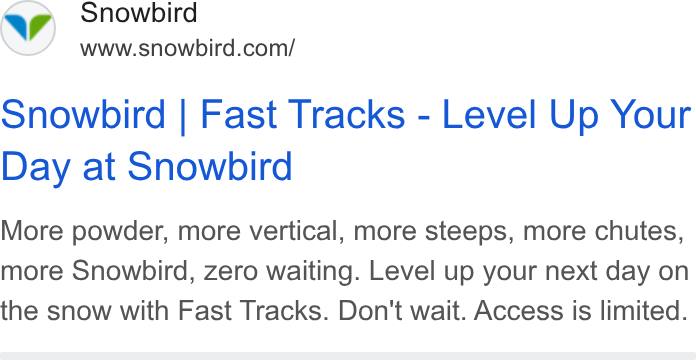 Snowbird
www.snowbird.com/
Snowbird | Fast Tracks - Level Up Your
Day at Snowbird
More powder, more vertical, more steeps, more chutes,
more Snowbird, zero waiting. Level up your next day on
the snow with Fast Tracks. Don't wait. Access is limited.